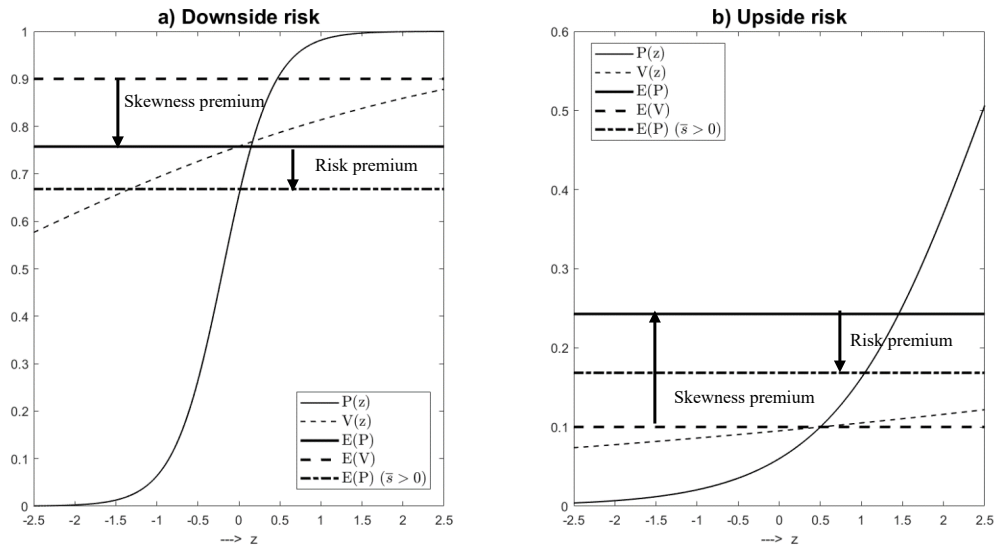 a) Downside risk
1
0.9
0.8
0.7
0.6
0.5
0.4
0.3
0.2
0.1
0
Skewness premium
Risk premium
P(z)
V(z)
E(P)
E(V)
E(P) (s̅ > 0)
-2.5 -2 -1.5 -1 -0.5 0 0.5 1 1.5 2 2.5
---> z
b) Upside risk
0.6
0.5
0.4
0.3
0.2
0.1
0
P(z)
V(z)
E(P)
E(V)
E(P) (s̅ > 0)
Risk premium
Skewness premium
-2.5 -2 -1.5 -1 -0.5 0 0.5 1 1.5 2 2.5
---> z